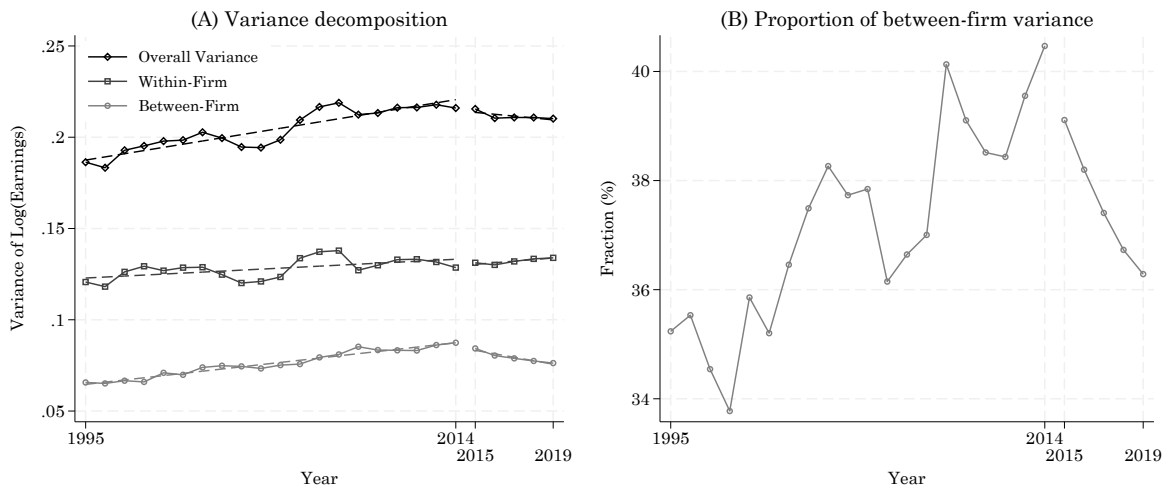 (A) Variance decomposition
.25
.2
.15
.1
.05
Variance of Log(Earnings)
Overall Variance
Within-Firm
Between-Firm
1995
2014
2015
2019
Year
(B) Proportion of between-firm variance
40
38
36
34
Fraction (%)
1995
2014
2015
2019
Year